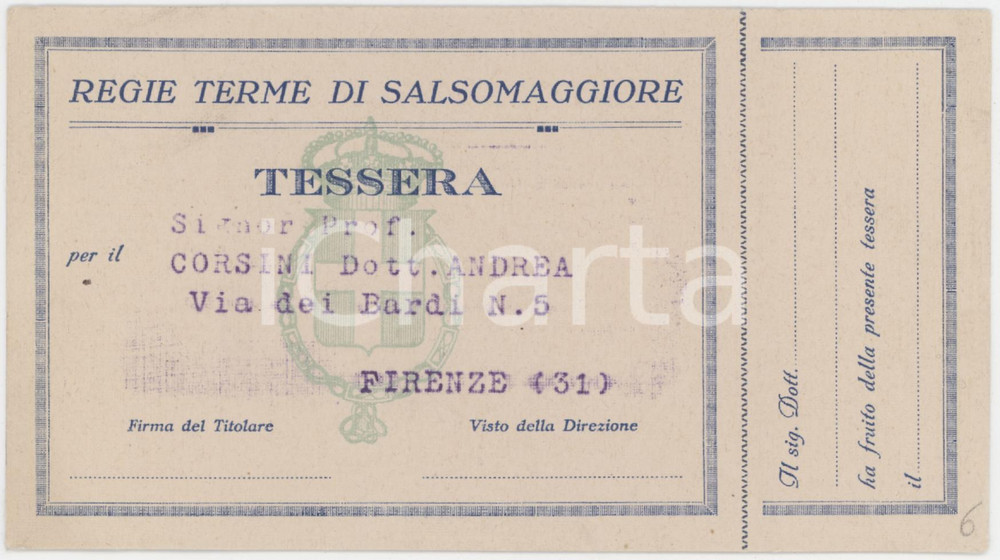 REGIE TERME DI SALSOMAGGIORE
TESSERA
per il
Signor Prof.
CORSINI Dott. ANDREA
Via dei Bardi N.5
FIRENZE (31)
Firma del Titolare
Visto della Direzione
Il sig. Dott.
ha fruito della presente tessera
il
6
iCharta